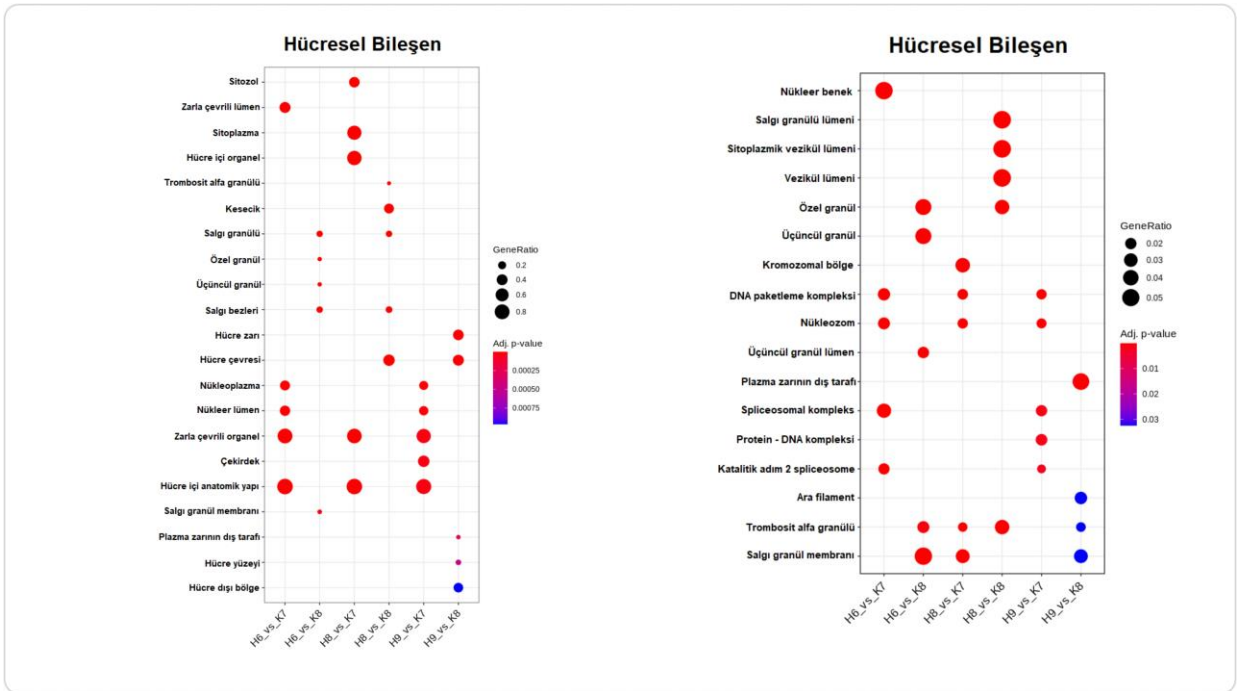 Hücresel Bileşen
Sitozol
Zarla çevrili lümen
Sitoplazma
Hücre içi organel
Trombosit alfa granülü
Kesecik
Salgı granülü
Özel granül
Üçüncül granül
Salgı bezleri
Hücre zarı
Hücre çevresi
Nükleoplazma
Nükleer lümen
Zarla çevrili organel
Çekirdek
Hücre içi anatomik yapı
Salgı granül membranı
Plazma zarının dış tarafı
Hücre yüzeyi
Hücre dışı bölge
H6_vs_K7
H6_vs_K8
H8_vs_K7
H8_vs_K8
H9_vs_K7
H9_vs_K8
GeneRatio
0.2
0.4
0.6
0.8
Adj. p-value
0.00025
0.00050
0.00075
Hücresel Bileşen
Nükleer benek
Salgı granülü lümeni
Sitoplazmik vezikül lümeni
Vezikül lümeni
Özel granül
Üçüncül granül
Kromozomal bölge
DNA paketleme kompleksi
Nükleozom
Üçüncül granül lümen
Plazma zarının dış tarafı
Spliceosomal kompleks
Protein - DNA kompleksi
Katalitik adım 2 spliceosome
Ara filament
Trombosit alfa granülü
Salgı granül membranı
H6_vs_K7
H6_vs_K8
H8_vs_K7
H8_vs_K8
H9_vs_K7
H9_vs_K8
GeneRatio
0.02
0.03
0.04
0.05
Adj. p-value
0.01
0.02
0.03